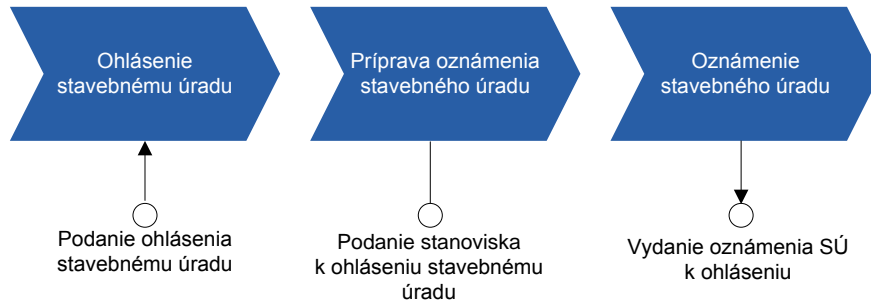 Ohlásenie
stavebnému úradu
Príprava oznámenia
stavebného úradu
Oznámenie
stavebného úradu
Podanie ohlásenia
stavebnému úradu
Podanie stanoviska
k ohláseniu stavebnému
úradu
Vydanie oznámenia SÚ
k ohláseniu